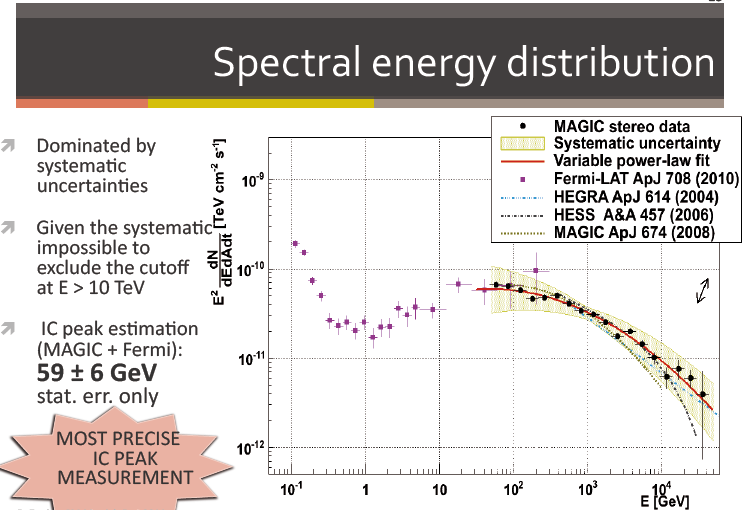 Spectral energy distribution
Dominated by
systematic
uncertainties
Given the systematic
impossible to
exclude the cutoff
at E > 10 TeV
IC peak estimation
(MAGIC + Fermi):
59 ± 6 GeV
stat. err. only
MOST PRECISE
IC PEAK
MEASUREMENT
E² dN/dEdAdt [TeV cm⁻² s⁻¹]
10⁻⁹
10⁻¹⁰
10⁻¹¹
10⁻¹²
MAGIC stereo data
Systematic uncertainty
Variable power-law fit
Fermi-LAT ApJ 708 (2010)
HEGRA ApJ 614 (2004)
HESS A&A 457 (2006)
MAGIC ApJ 674 (2008)
10⁻¹ 1 10 10² 10³ 10⁴
E [GeV]